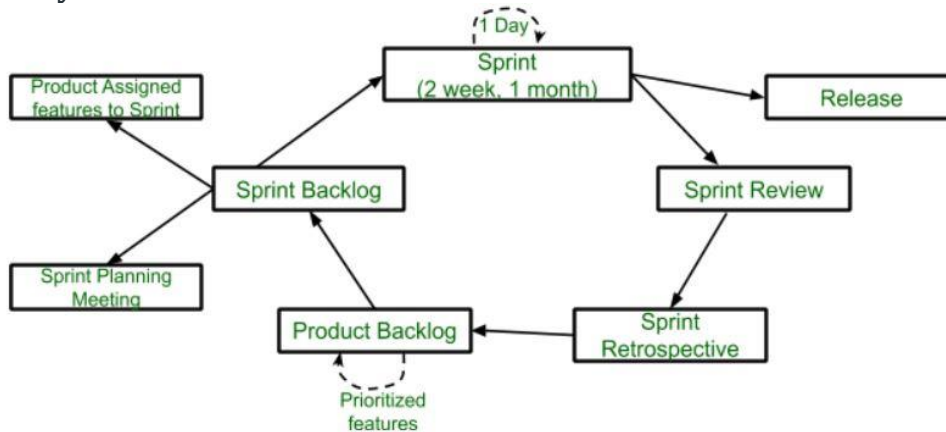 1 Day
Sprint
(2 week, 1 month)
Product Assigned
features to Sprint
Release
Sprint Backlog
Sprint Review
Sprint Planning
Meeting
Product Backlog
Sprint
Retrospective
Prioritized
features